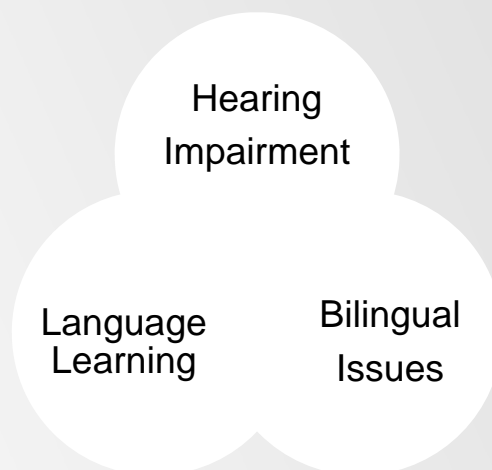 Hearing
Impairment
Language
Learning
Bilingual
Issues